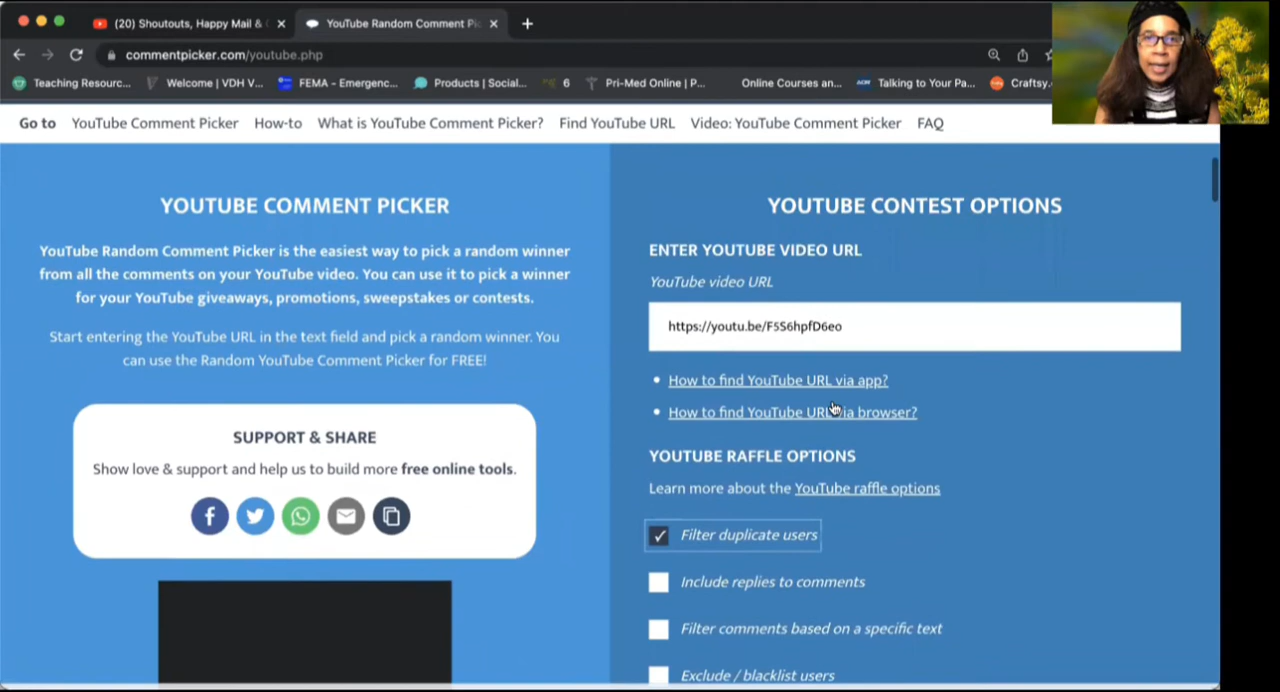 (20) Shoutouts, Happy Mail &
YouTube Random Comment Pic
commentpicker.com/youtube.php
Teaching Resourc...
Welcome | VDH V...
FEMA - Emergenc...
Products | Social...
6
Pri-Med Online | P...
Online Courses an...
Talking to Your Pa...
Craftsy.
Go to YouTube Comment Picker How-to What is YouTube Comment Picker? Find YouTube URL Video: YouTube Comment Picker FAQ
YOUTUBE COMMENT PICKER
YouTube Random Comment Picker is the easiest way to pick a random winner
from all the comments on your YouTube video. You can use it to pick a winner
for your YouTube giveaways, promotions, sweepstakes or contests.
Start entering the YouTube URL in the text field and pick a random winner. You
can use the Random YouTube Comment Picker for FREE!
SUPPORT & SHARE
Show love & support and help us to build more free online tools.
YOUTUBE CONTEST OPTIONS
ENTER YOUTUBE VIDEO URL
YouTube video URL
https://youtu.be/F5S6hpfD6eo
How to find YouTube URL via app?
How to find YouTube URL via browser?
YOUTUBE RAFFLE OPTIONS
Learn more about the YouTube raffle options
Filter duplicate users
Include replies to comments
Filter comments based on a specific text
Exclude / blacklist users